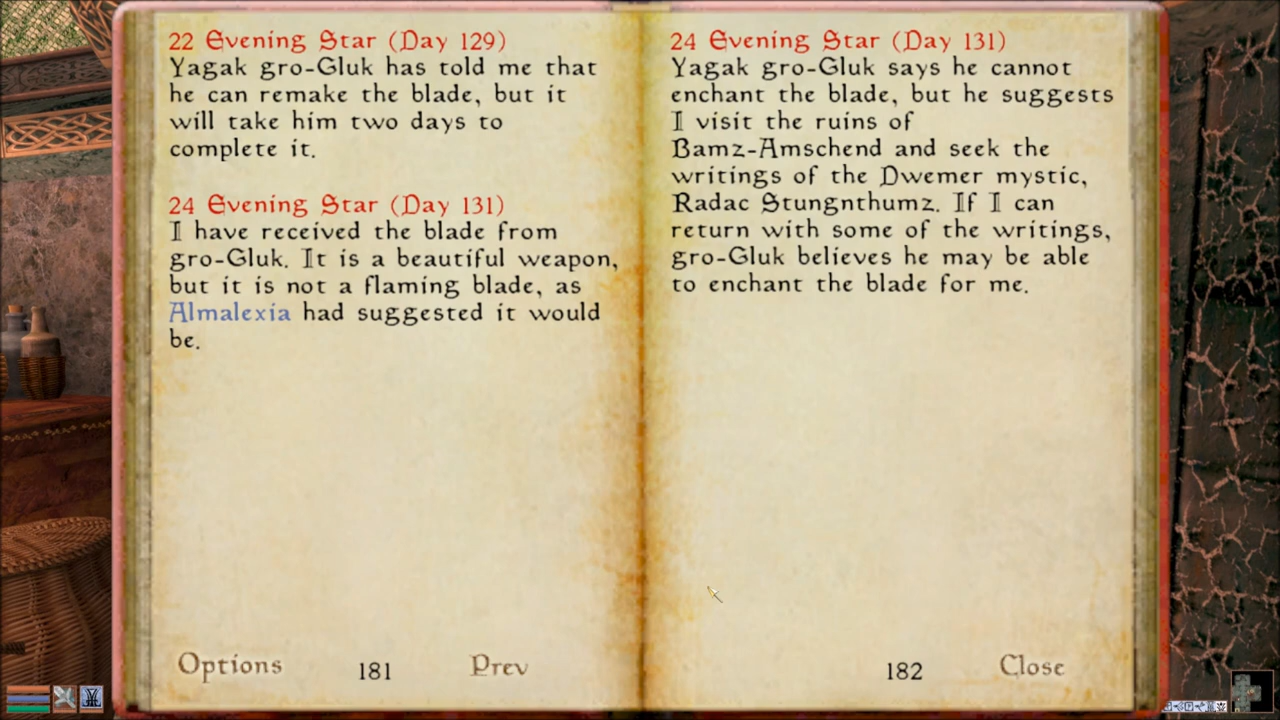 22 Evening Star (Day 129)
Yagak gro-Gluk has told me that
he can remake the blade, but it
will take him two days to
complete it.
24 Evening Star (Day 131)
I have received the blade from
gro-Gluk. It is a beautiful weapon,
but it is not a flaming blade, as
Almalexia had suggested it would
be.
24 Evening Star (Day 131)
Yagak gro-Gluk says he cannot
enchant the blade, but he suggests
I visit the ruins of
Bamz-Amschend and seek the
writings of the Dwemer mystic,
Radac Stungnthumz. If I can
return with some of the writings,
gro-Gluk believes he may be able
to enchant the blade for me.
Options 181 Prev
182 Close